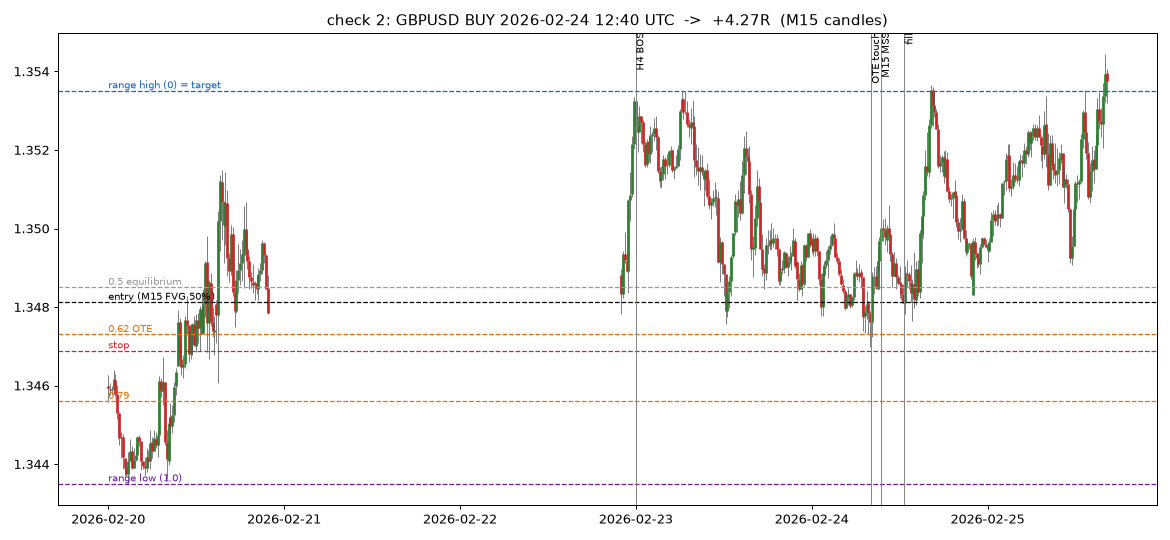 check 2: GBPUSD BUY 2026-02-24 12:40 UTC -> +4.27R (M15 candles)
H4 BOS
OTE touch
M15 MSS
fill
1.354
range high (0) = target
1.352
1.350
0.5 equilibrium
entry (M15 FVG 50%)
1.348
0.62 OTE
stop
1.346
0.79
1.344
range low (1.0)
2026-02-20
2026-02-21
2026-02-22
2026-02-23
2026-02-24
2026-02-25